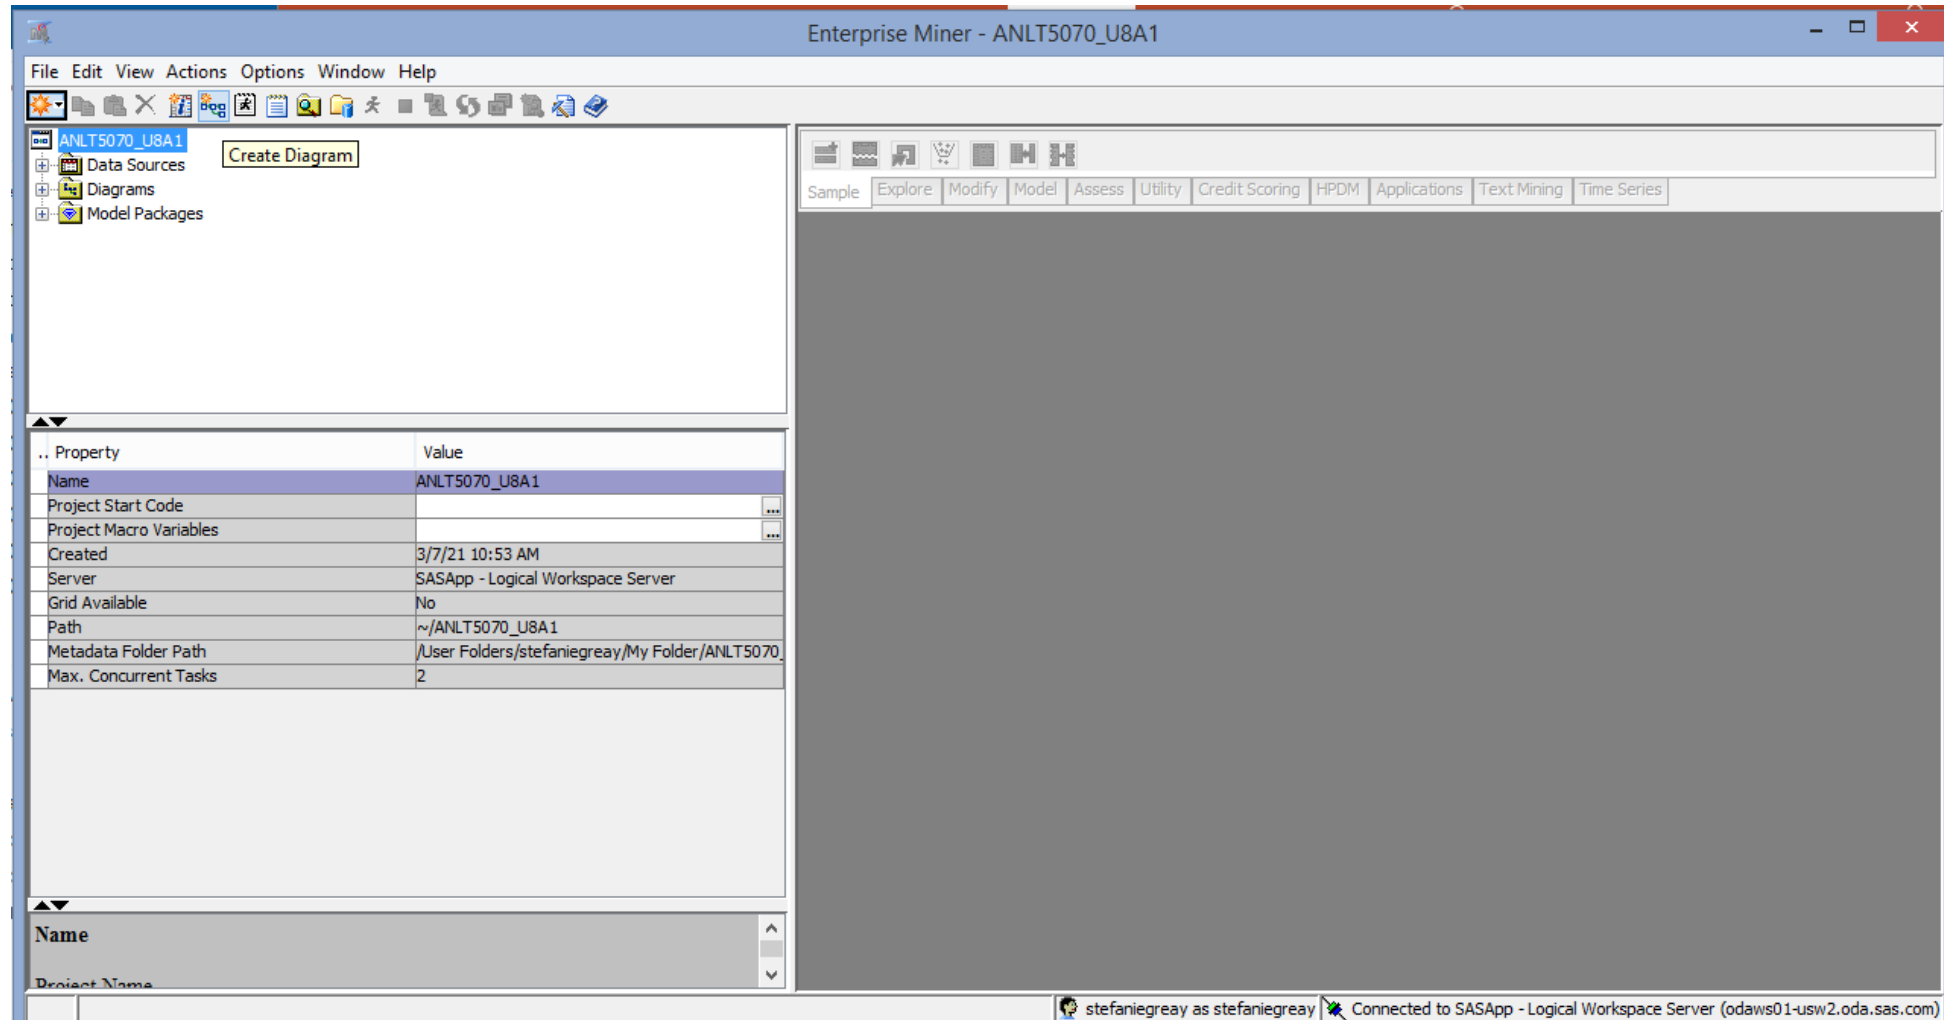 Enterprise Miner - ANLT5070_U8A1
File Edit View Actions Options Window Help
ANLT5070_U8A1
Create Diagram
Data Sources
Diagrams
Model Packages
Sample Explore Modify Model Assess Utility Credit Scoring HPDM Applications Text Mining Time Series
.. Property Value
Name ANLT5070_U8A1
Project Start Code ...
Project Macro Variables ...
Created 3/7/21 10:53 AM
Server SASApp - Logical Workspace Server
Grid Available No
Path ~/ANLT5070_U8A1
Metadata Folder Path /User Folders/stefaniegreay/My Folder/ANLT5070_
Max. Concurrent Tasks 2
Name
Project Name
stefaniegreay as stefaniegreay Connected to SASApp - Logical Workspace Server (odaws01-usw2.oda.sas.com)